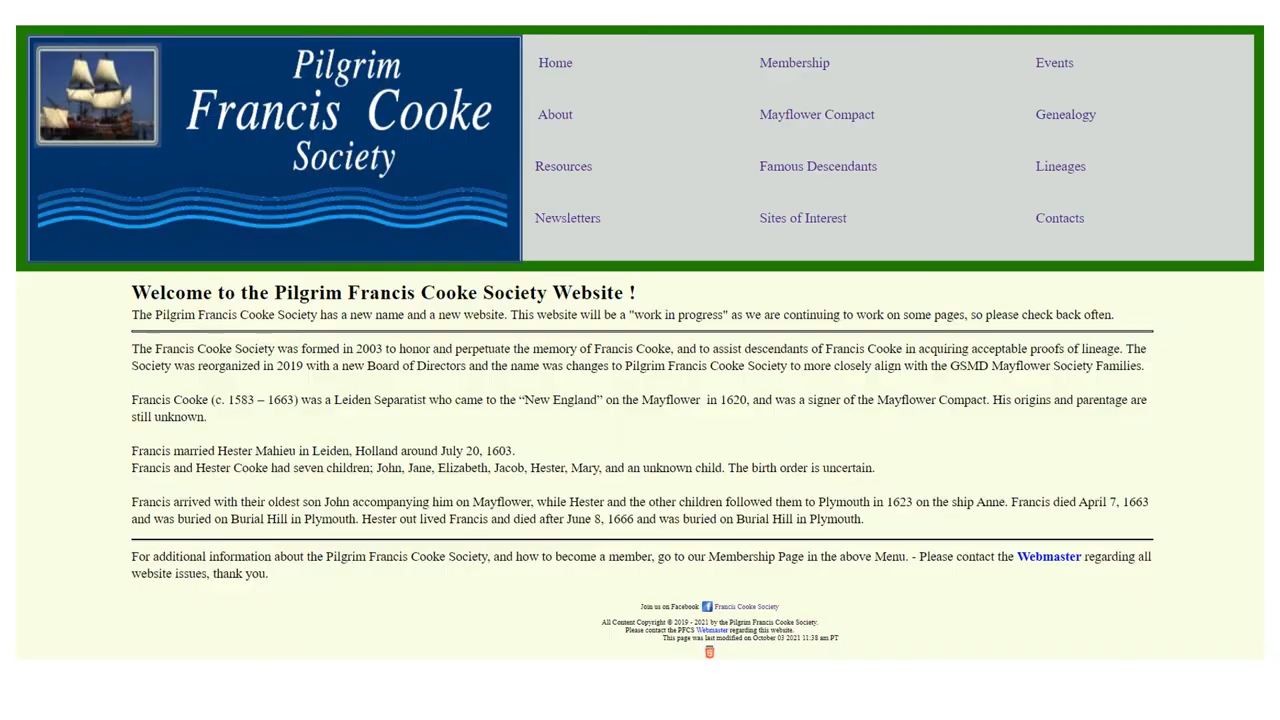 Pilgrim
Francis Cooke
Society
Home
Membership
Events
About
Mayflower Compact
Genealogy
Resources
Famous Descendants
Lineages
Newsletters
Sites of Interest
Contacts
Welcome to the Pilgrim Francis Cooke Society Website !
The Pilgrim Francis Cooke Society has a new name and a new website. This website will be a "work in progress" as we are continuing to work on some pages, so please check back often.
The Francis Cooke Society was formed in 2003 to honor and perpetuate the memory of Francis Cooke, and to assist descendants of Francis Cooke in acquiring acceptable proofs of lineage. The
Society was reorganized in 2019 with a new Board of Directors and the name was changes to Pilgrim Francis Cooke Society to more closely align with the GSMD Mayflower Society Families.
Francis Cooke (c. 1583 – 1663) was a Leiden Separatist who came to the “New England” on the Mayflower in 1620, and was a signer of the Mayflower Compact. His origins and parentage are
still unknown.
Francis married Hester Mahieu in Leiden, Holland around July 20, 1603.
Francis and Hester Cooke had seven children; John, Jane, Elizabeth, Jacob, Hester, Mary, and an unknown child. The birth order is uncertain.
Francis arrived with their oldest son John accompanying him on Mayflower, while Hester and the other children followed them to Plymouth in 1623 on the ship Anne. Francis died April 7, 1663
and was buried on Burial Hill in Plymouth. Hester out lived Francis and died after June 8, 1666 and was buried on Burial Hill in Plymouth.
For additional information about the Pilgrim Francis Cooke Society, and how to become a member, go to our Membership Page in the above Menu. - Please contact the Webmaster regarding all
website issues, thank you.
Join us on Facebook Francis Cooke Society
All Content Copyright © 2019 - 2021 by the Pilgrim Francis Cooke Society.
Please contact the PFCS Webmaster regarding this website.
This page was last modified on October 03 2021 11:38 am PT